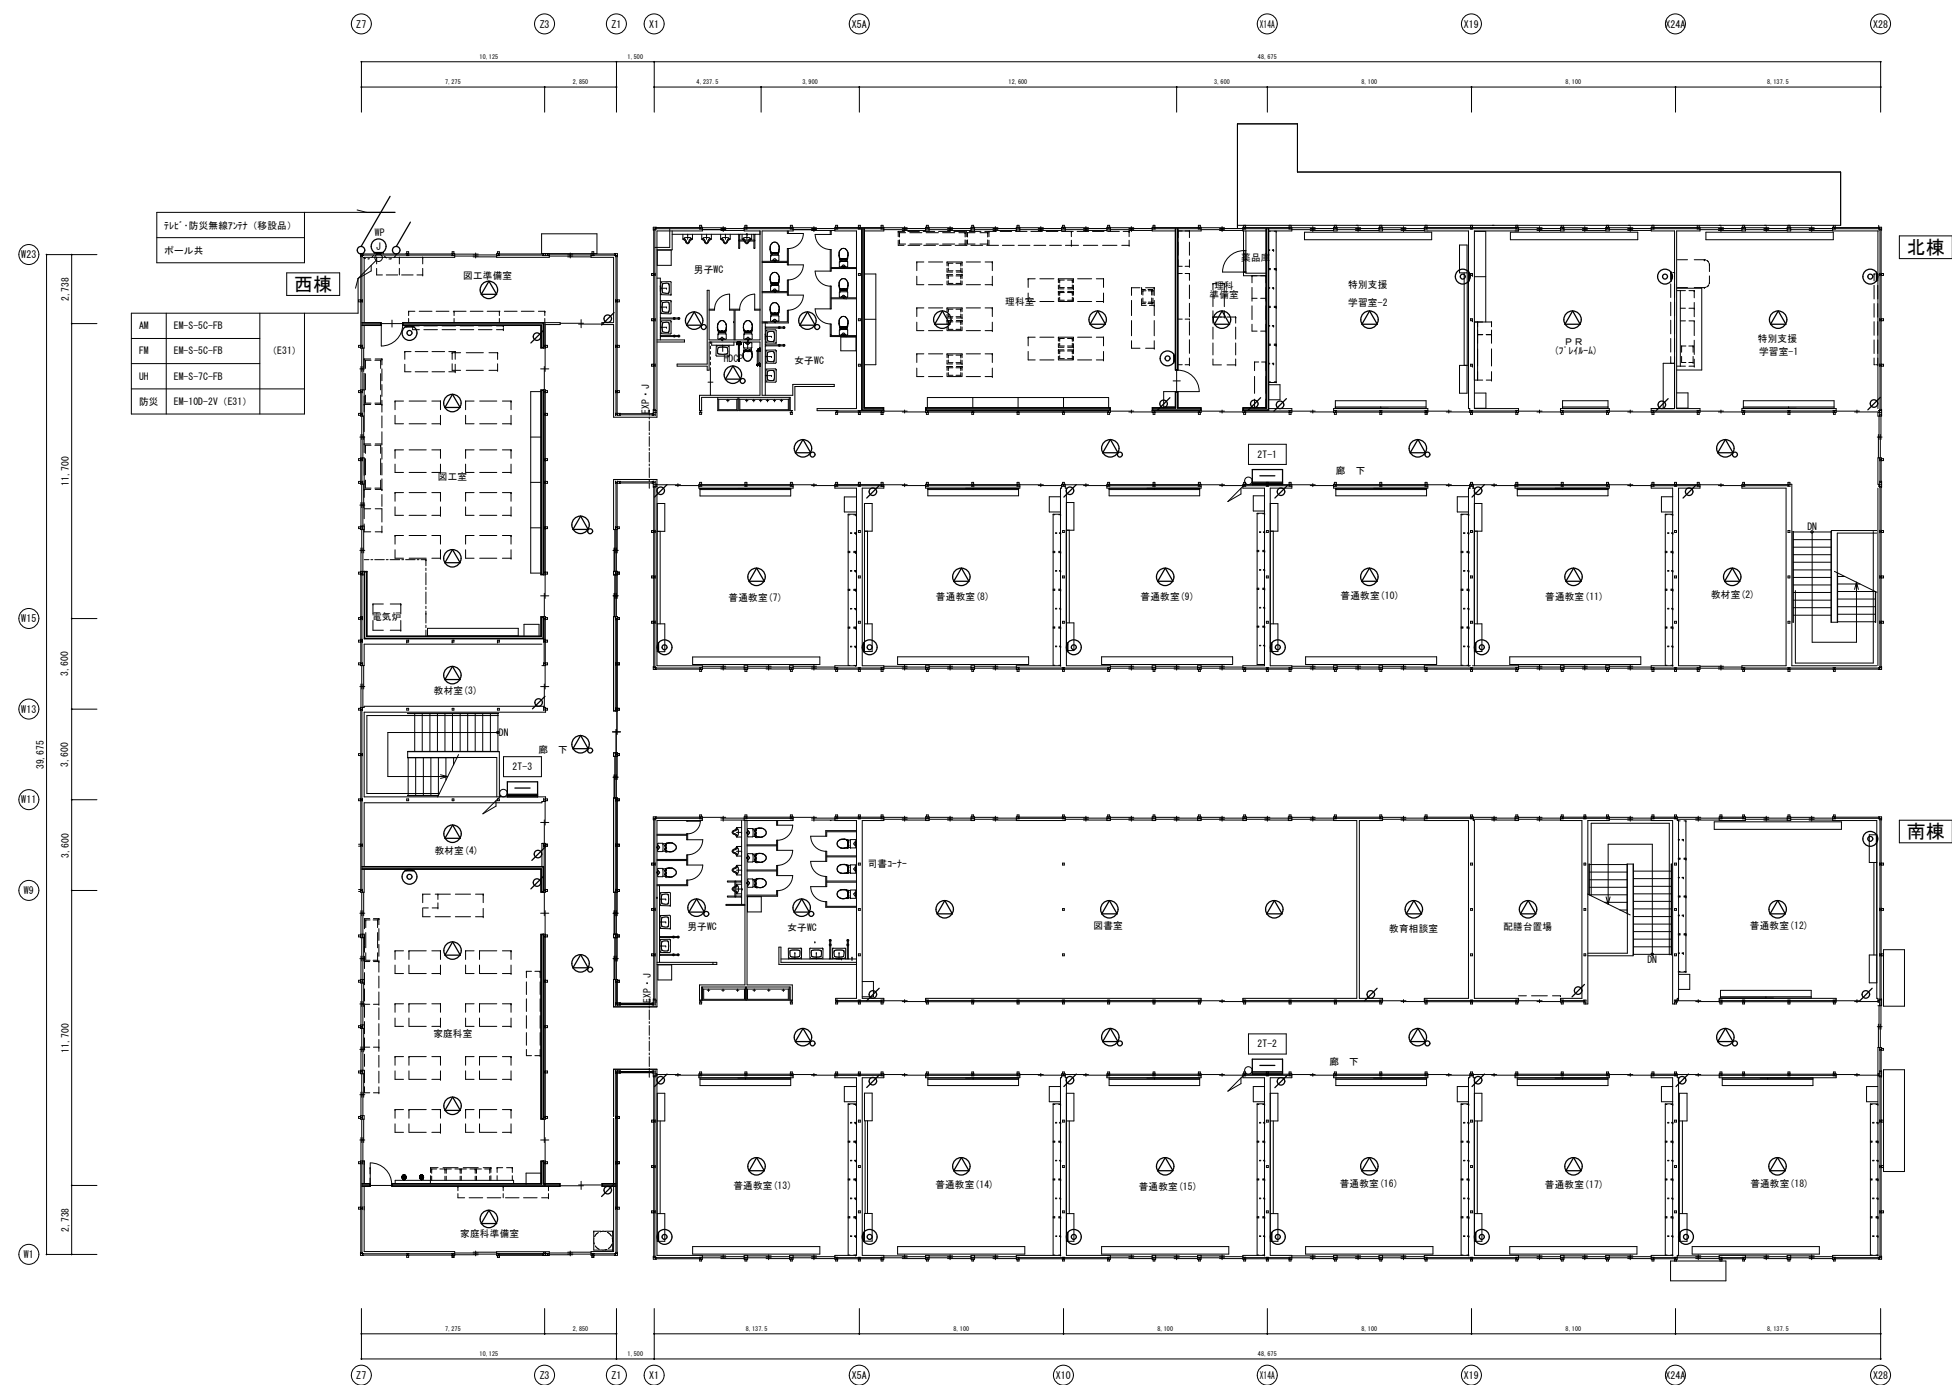 Z7 Z3 Z1 X1 X5A X14A X19 X24A X28
10,125 1,500 48,675
7,275 2,850 4,237.5 3,900 12,600 3,600 8,100 8,100 8,137.5
ﾃﾚﾋﾞ・防災無線ｱﾝﾃﾅ（移設品）
ポール共
WP
J
西棟
北棟
W23
AM EM-S-5C-FB
FM EM-S-5C-FB (E31)
UH EM-S-7C-FB
防災 EM-10D-2V (E31)
図工準備室
男子WC
女子WC
HDCP
理科室
薬品庫
理科
準備室
特別支援
学習室-2
PR
(ﾌﾟﾚｲﾙｰﾑ)
特別支援
学習室-1
EXP・J
2,738
11,700
図工室
電気炉
2T-1
廊 下
DN
普通教室(7)
普通教室(8)
普通教室(9)
普通教室(10)
普通教室(11)
教材室(2)
W15
3,600
教材室(3)
W13
39,675
3,600
DN
廊 下
2T-3
W11
3,600
教材室(4)
W9
南棟
司書ｺｰﾅｰ
男子WC
女子WC
図書室
教育相談室
配膳台置場
DN
普通教室(12)
EXP・J
11,700
家庭科室
2T-2
廊 下
普通教室(13)
普通教室(14)
普通教室(15)
普通教室(16)
普通教室(17)
普通教室(18)
2,738
家庭科準備室
W1
7,275 2,850 8,137.5 8,100 8,100 8,100 8,100 8,137.5
10,125 1,500 48,675
Z7 Z3 Z1 X1 X5A X10 X14A X19 X24A X28